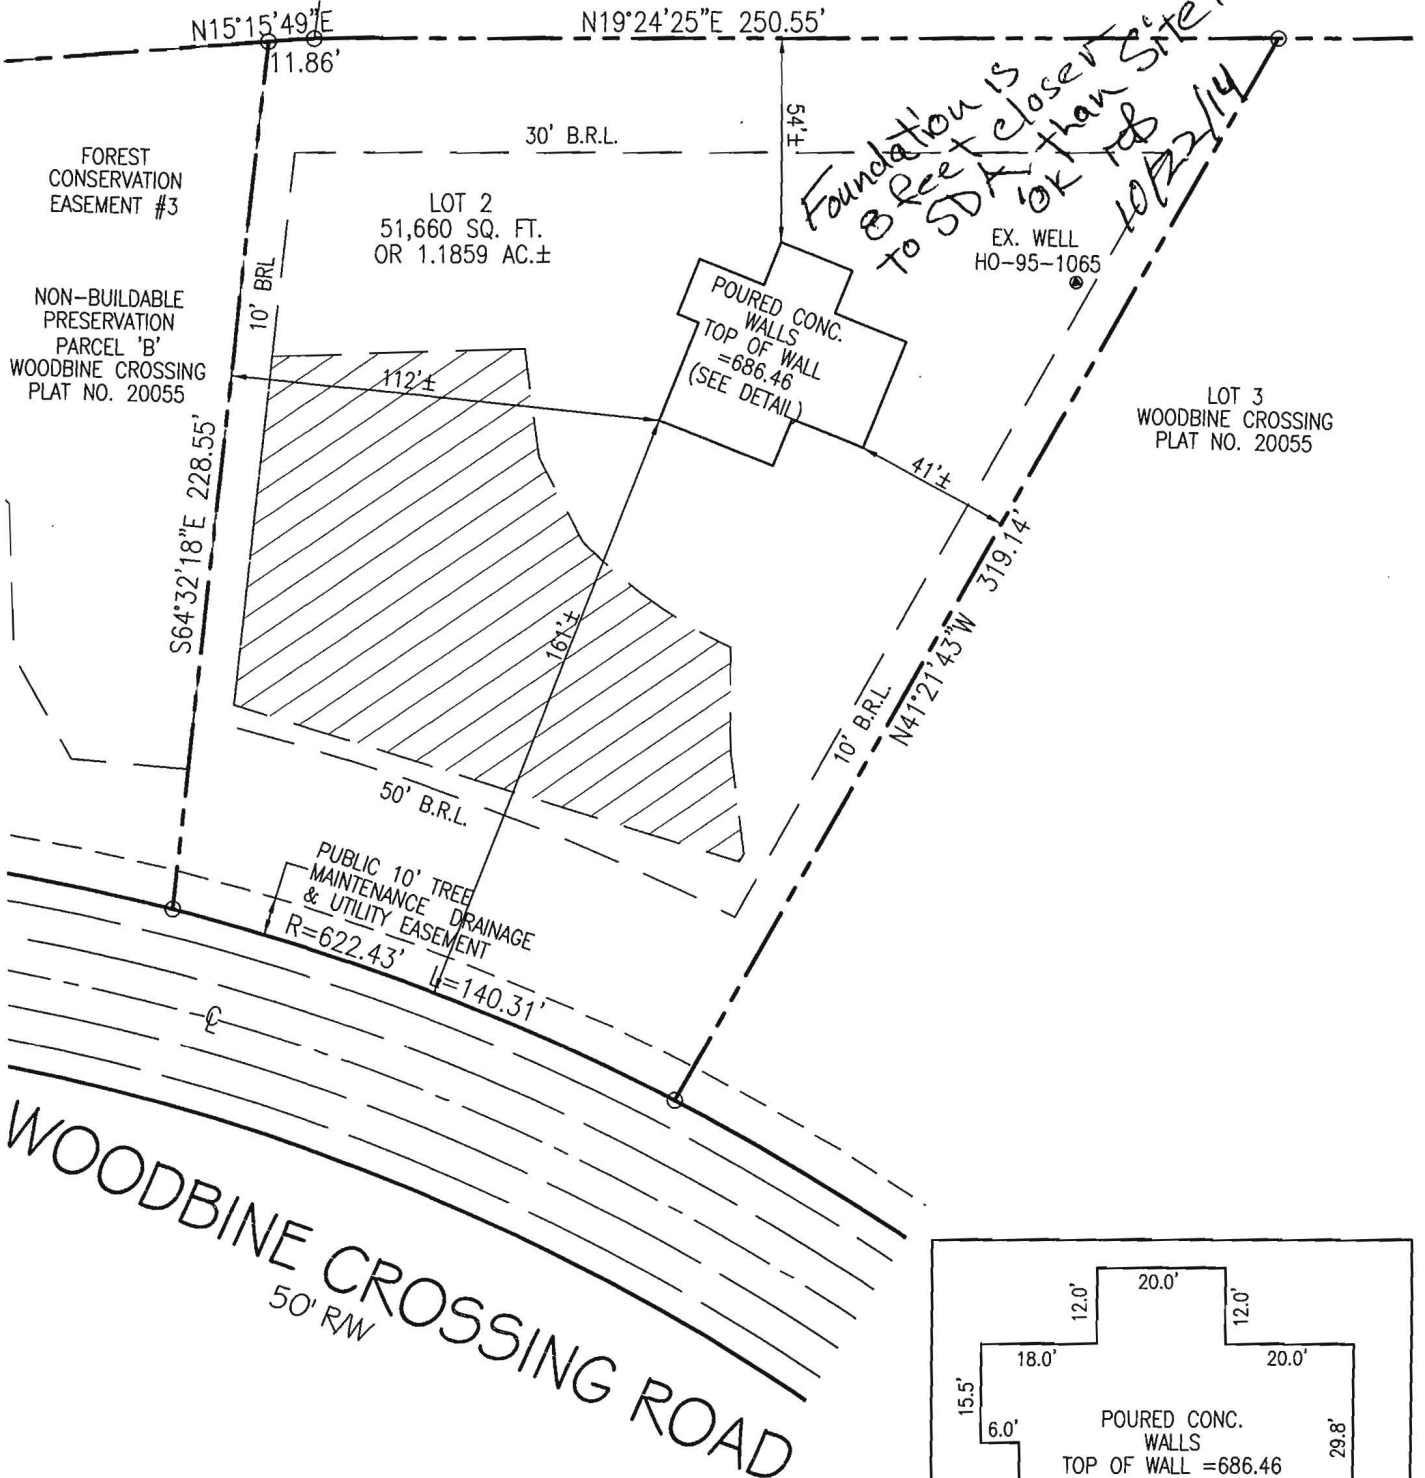 N15°15'49"E
11.86'
N19°24'25"E 250.55'
Foundation is
8 feet closer
to SDA than Site
ok
10/22/14
54'±
30' B.R.L.
FOREST
CONSERVATION
EASEMENT #3
LOT 2
51,660 SQ. FT.
OR 1.1859 AC.±
EX. WELL
HO-95-1065
10' BRL
NON-BUILDABLE
PRESERVATION
PARCEL 'B'
WOODBINE CROSSING
PLAT NO. 20055
POURED CONC.
WALLS
TOP OF WALL
=686.46
(SEE DETAIL)
112'±
LOT 3
WOODBINE CROSSING
PLAT NO. 20055
41'±
S64°32'18"E 228.55'
161'±
N41°21'43"W 319.14'
10' B.R.L.
50' B.R.L.
PUBLIC 10' TREE
MAINTENANCE DRAINAGE
& UTILITY EASEMENT
R=622.43' L=140.31'
℄
WOODBINE CROSSING ROAD
50' R/W
20.0'
12.0'
12.0'
18.0'
20.0'
15.5'
6.0'
29.8'
POURED CONC.
WALLS
TOP OF WALL =686.46